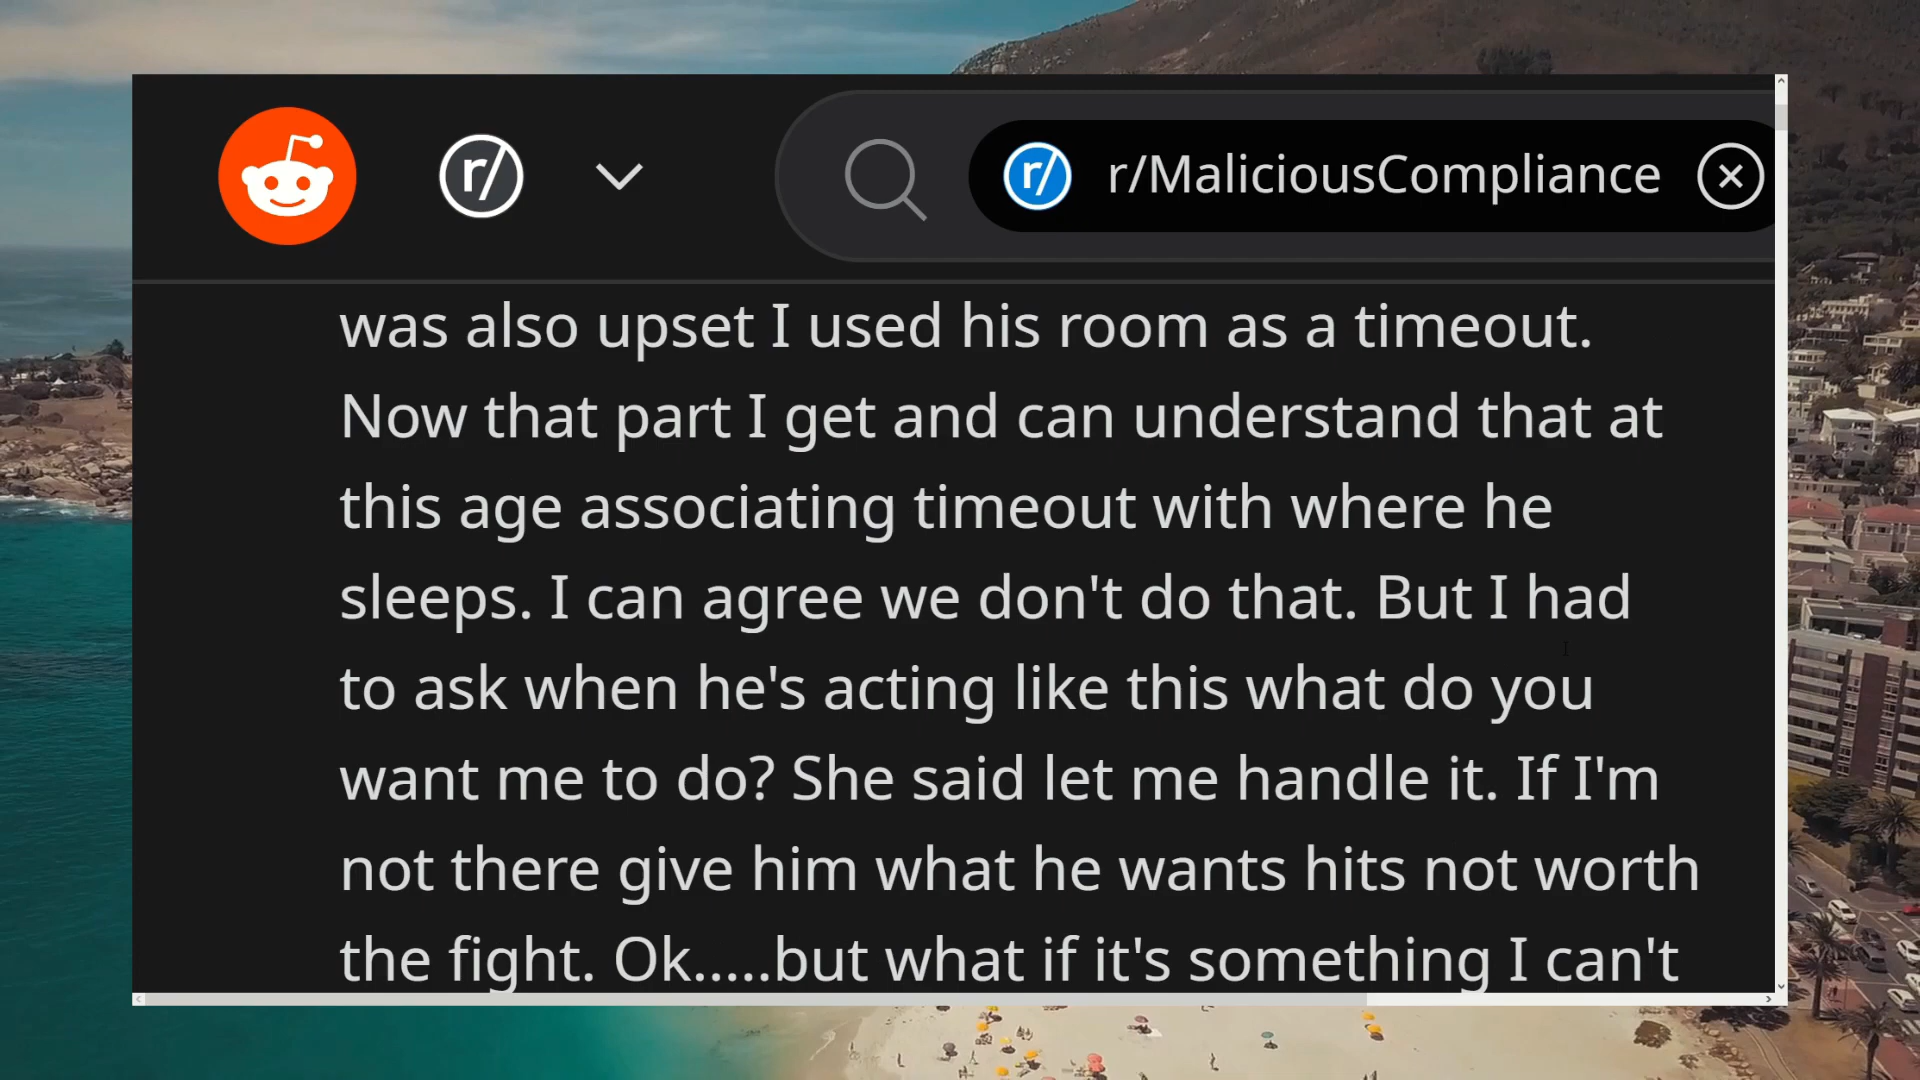 r/
r/ r/MaliciousCompliance
was also upset I used his room as a timeout.
Now that part I get and can understand that at
this age associating timeout with where he
sleeps. I can agree we don't do that. But I had
to ask when he's acting like this what do you
want me to do? She said let me handle it. If I'm
not there give him what he wants hits not worth
the fight. Ok.....but what if it's something I can't